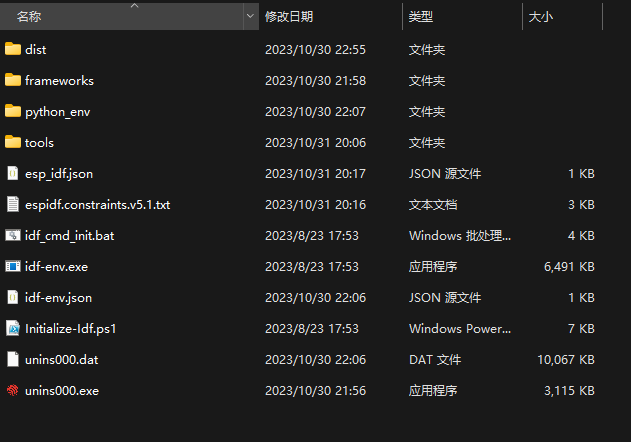 名称 修改日期 类型 大小
dist 2023/10/30 22:55 文件夹
frameworks 2023/10/30 21:58 文件夹
python_env 2023/10/30 22:07 文件夹
tools 2023/10/31 20:06 文件夹
esp_idf.json 2023/10/31 20:17 JSON 源文件 1 KB
espidf.constraints.v5.1.txt 2023/10/31 20:16 文本文档 3 KB
idf_cmd_init.bat 2023/8/23 17:53 Windows 批处理... 4 KB
idf-env.exe 2023/8/23 17:53 应用程序 6,491 KB
idf-env.json 2023/10/30 22:06 JSON 源文件 1 KB
Initialize-Idf.ps1 2023/8/23 17:53 Windows Power... 7 KB
unins000.dat 2023/10/30 22:06 DAT 文件 10,067 KB
unins000.exe 2023/10/30 21:56 应用程序 3,115 KB